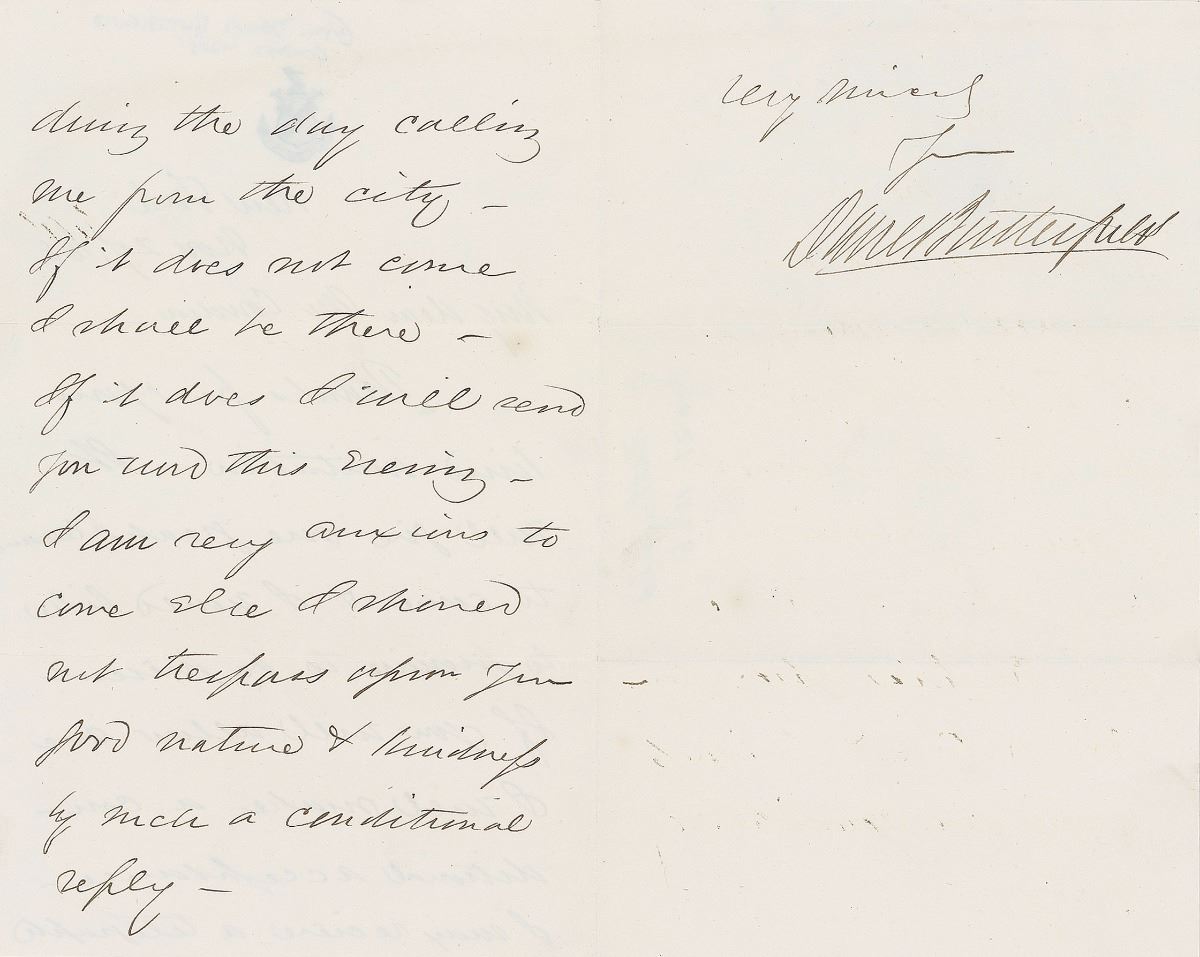 during the day calling
me from the city –
If it does not come
I shall be there –
If it does I will send
you word this Evening –
I am very anxious to
come Else I should
not trespass upon your
good nature & kindness
by such a conditional
reply –
Very sincerely
Yours
Danl Butterfield